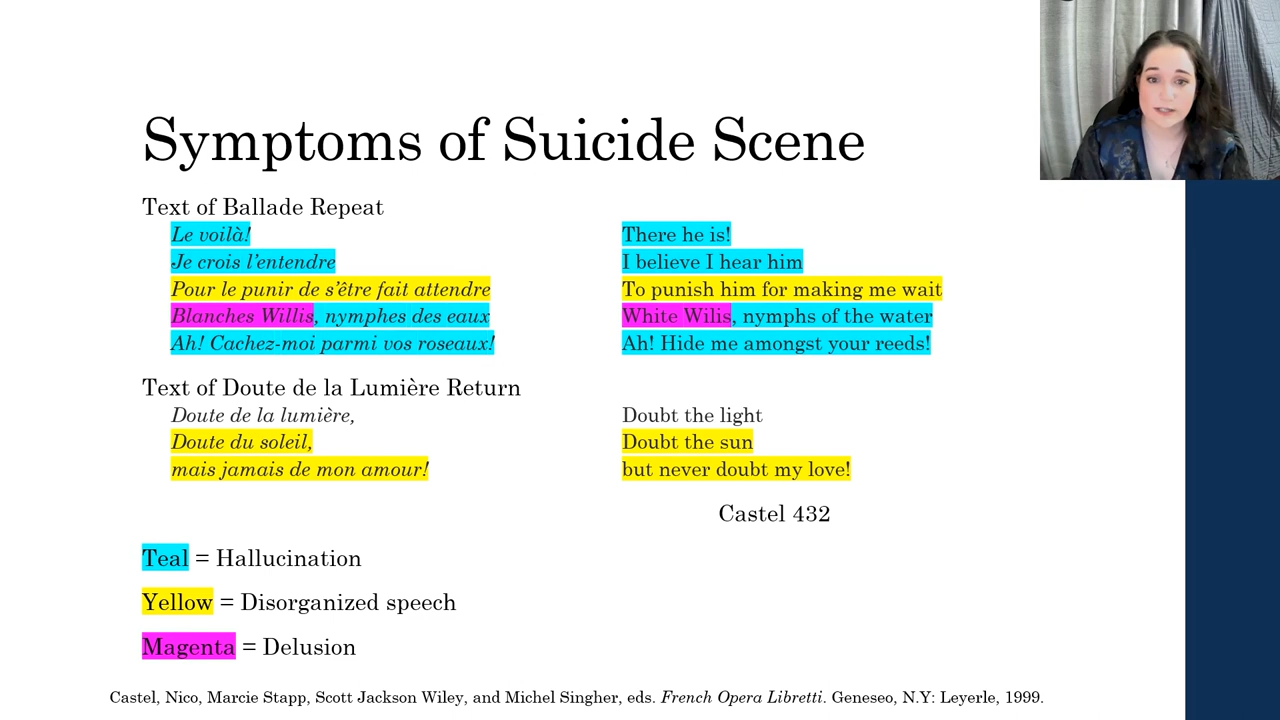 Symptoms of Suicide Scene
Text of Ballade Repeat
Le voilà!
Je crois l'entendre
Pour le punir de s'être fait attendre
Blanches Willis, nymphes des eaux
Ah! Cachez-moi parmi vos roseaux!
There he is!
I believe I hear him
To punish him for making me wait
White Wilis, nymphs of the water
Ah! Hide me amongst your reeds!
Text of Doute de la Lumière Return
Doute de la lumière,
Doute du soleil,
mais jamais de mon amour!
Doubt the light
Doubt the sun
but never doubt my love!
Castel 432
Teal = Hallucination
Yellow = Disorganized speech
Magenta = Delusion
Castel, Nico, Marcie Stapp, Scott Jackson Wiley, and Michel Singher, eds. French Opera Libretti. Geneseo, N.Y: Leyerle, 1999.